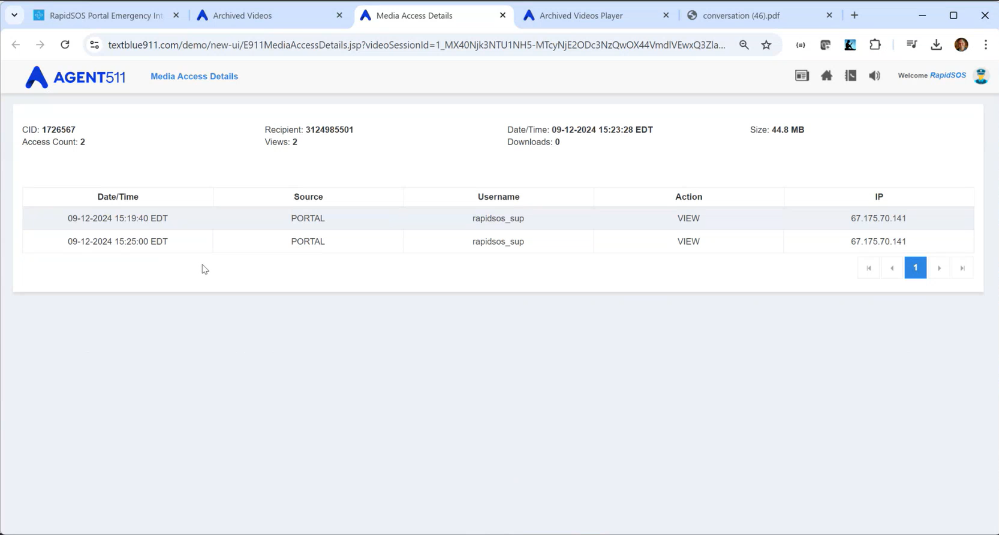 RapidSOS Portal Emergency Int
Archived Videos
Media Access Details
Archived Videos Player
conversation (46).pdf
textblue911.com/demo/new-ui/E911MediaAccessDetails.jsp?videoSessionId=1_MX40Njk3NTU1NH5-MTcyNjE2ODc3NzQwOX44VmdlVEwxQ3Zla...
AGENT511
Media Access Details
Welcome RapidSOS
CID: 1726567 Recipient: 3124985501 Date/Time: 09-12-2024 15:23:28 EDT Size: 44.8 MB
Access Count: 2 Views: 2 Downloads: 0
Date/Time Source Username Action IP
09-12-2024 15:19:40 EDT PORTAL rapidsos_sup VIEW 67.175.70.141
09-12-2024 15:25:00 EDT PORTAL rapidsos_sup VIEW 67.175.70.141
1